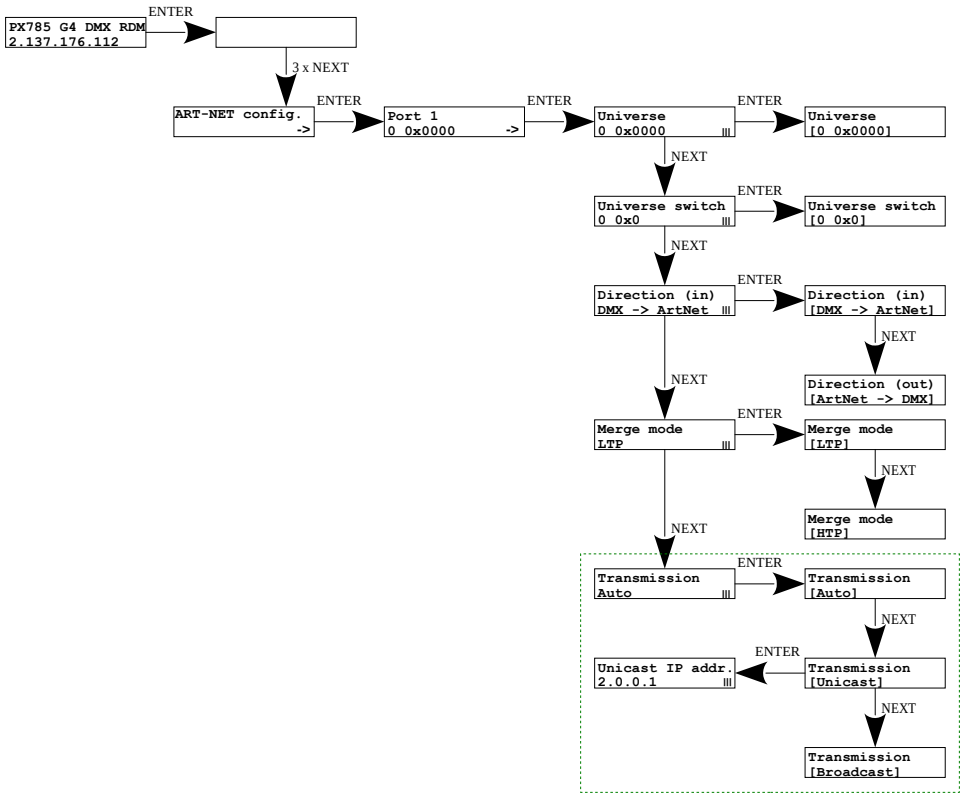 ENTER
PX785 G4 DMX RDM
2.137.176.112
3 x NEXT
ART-NET config.
->
ENTER
Port 1
0 0x0000 ->
ENTER
Universe
0 0x0000
ENTER
Universe
[0 0x0000]
NEXT
Universe switch
0 0x0
ENTER
Universe switch
[0 0x0]
NEXT
Direction (in)
DMX -> ArtNet
ENTER
Direction (in)
[DMX -> ArtNet]
NEXT
Direction (out)
[ArtNet -> DMX]
NEXT
Merge mode
LTP
ENTER
Merge mode
[LTP]
NEXT
Merge mode
[HTP]
NEXT
Transmission
Auto
ENTER
Transmission
[Auto]
NEXT
Transmission
[Unicast]
ENTER
Unicast IP addr.
2.0.0.1
NEXT
Transmission
[Broadcast]